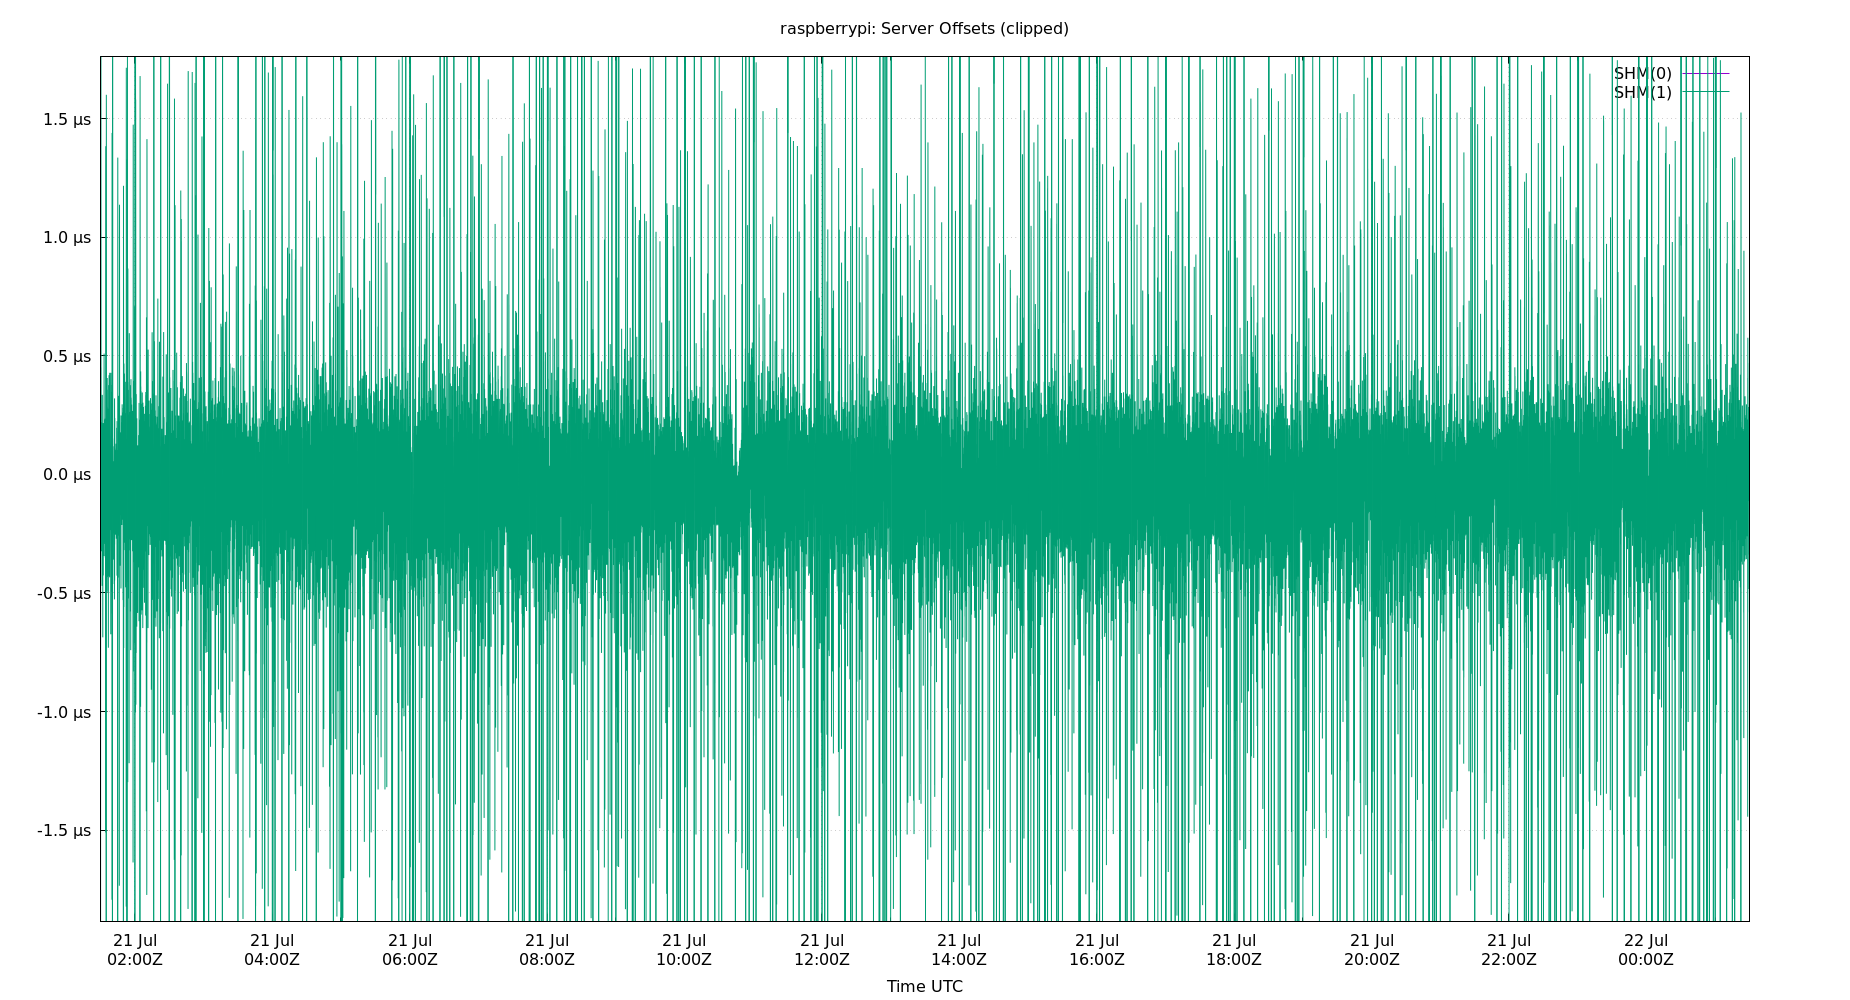 raspberrypi: Server Offsets (clipped)
SHM(0)
SHM(1)
1.5 µs
1.0 µs
0.5 µs
0.0 µs
-0.5 µs
-1.0 µs
-1.5 µs
21 Jul 21 Jul 21 Jul 21 Jul 21 Jul 21 Jul 21 Jul 21 Jul 21 Jul 21 Jul 21 Jul 22 Jul
02:00Z 04:00Z 06:00Z 08:00Z 10:00Z 12:00Z 14:00Z 16:00Z 18:00Z 20:00Z 22:00Z 00:00Z
Time UTC